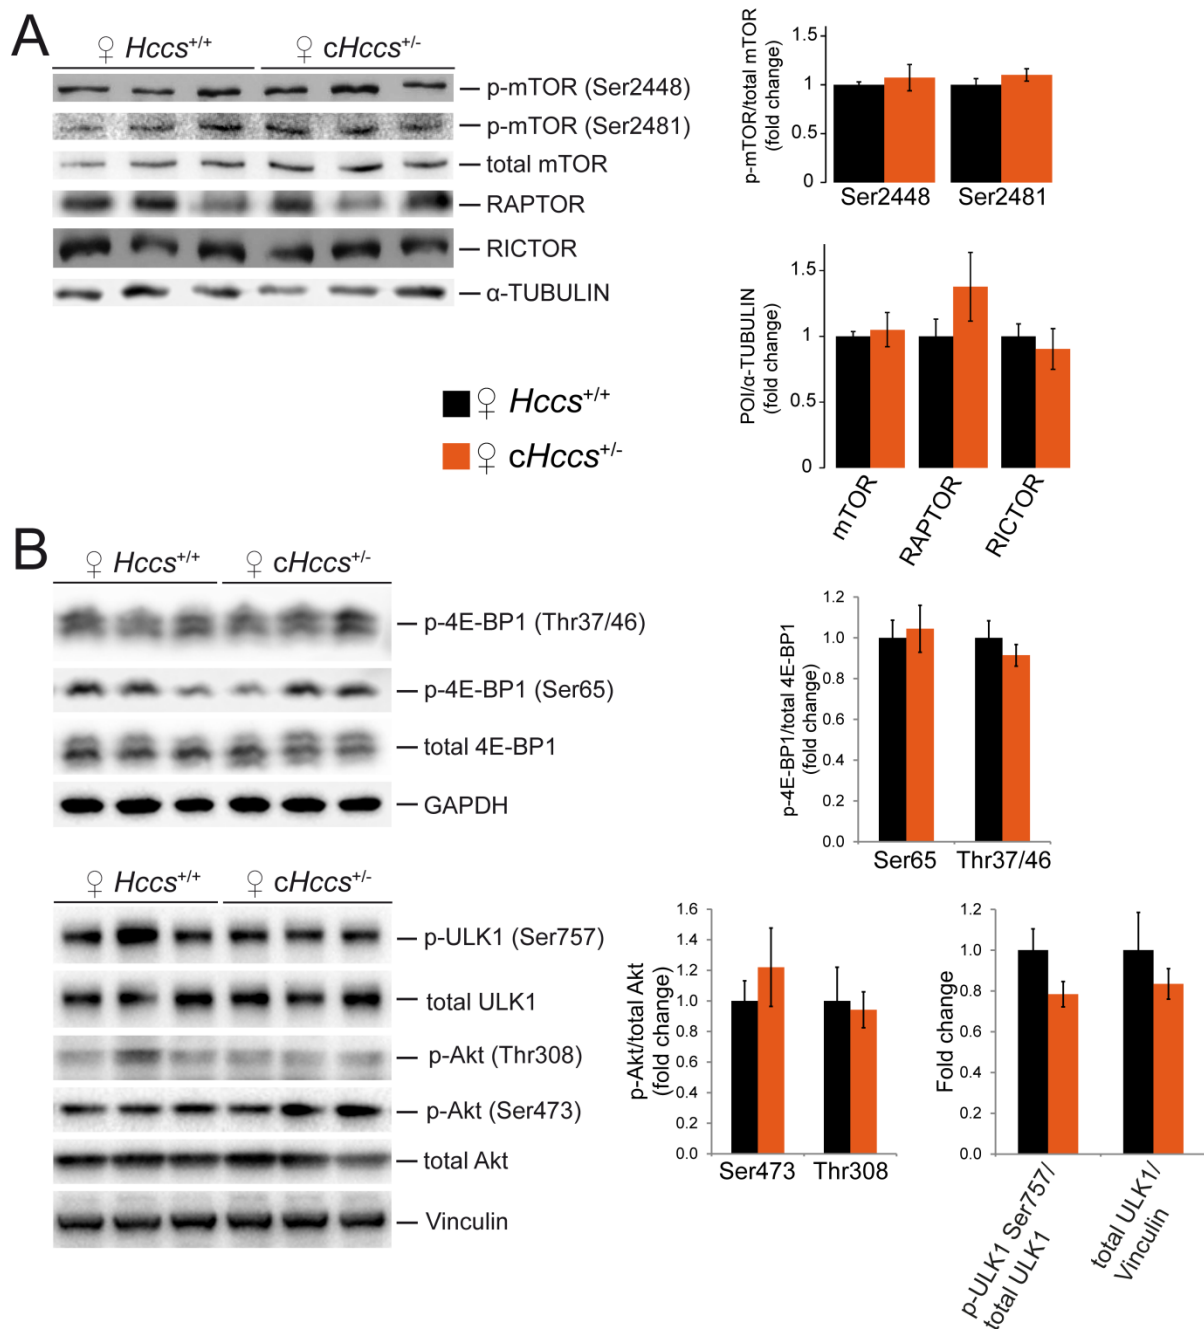 A
♀ Hccs+/+ ♀ cHccs+/-
p-mTOR (Ser2448)
p-mTOR (Ser2481)
total mTOR
RAPTOR
RICTOR
α-TUBULIN
p-mTOR/total mTOR
(fold change)
1.5
1
0.5
0
Ser2448 Ser2481
POI/α-TUBULIN
(fold change)
1.5
1
0.5
0
mTOR
RAPTOR
RICTOR
♀ Hccs+/+
♀ cHccs+/-
B
♀ Hccs+/+ ♀ cHccs+/-
p-4E-BP1 (Thr37/46)
p-4E-BP1 (Ser65)
total 4E-BP1
GAPDH
p-4E-BP1/total 4E-BP1
(fold change)
1.2
1.0
0.8
0.6
0.4
0.2
0.0
Ser65 Thr37/46
♀ Hccs+/+ ♀ cHccs+/-
p-ULK1 (Ser757)
total ULK1
p-Akt (Thr308)
p-Akt (Ser473)
total Akt
Vinculin
p-Akt/total Akt
(fold change)
1.6
1.4
1.2
1.0
0.8
0.6
0.4
0.2
0.0
Ser473 Thr308
Fold change
1.2
1.0
0.8
0.6
0.4
0.2
0.0
p-ULK1 Ser757/
total ULK1
total ULK1/
Vinculin